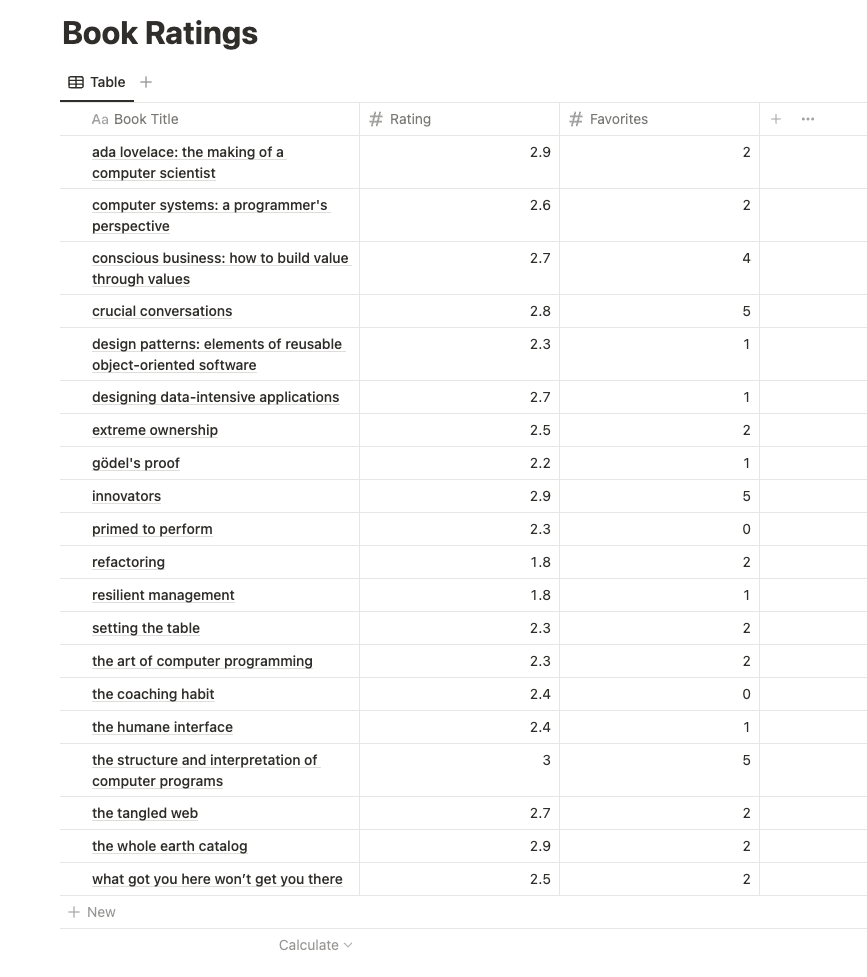 Book Ratings
Table
Aa Book Title # Rating # Favorites
ada lovelace: the making of a
computer scientist 2.9 2
computer systems: a programmer's
perspective 2.6 2
conscious business: how to build value
through values 2.7 4
crucial conversations 2.8 5
design patterns: elements of reusable
object-oriented software 2.3 1
designing data-intensive applications 2.7 1
extreme ownership 2.5 2
gödel's proof 2.2 1
innovators 2.9 5
primed to perform 2.3 0
refactoring 1.8 2
resilient management 1.8 1
setting the table 2.3 2
the art of computer programming 2.3 2
the coaching habit 2.4 0
the humane interface 2.4 1
the structure and interpretation of
computer programs 3 5
the tangled web 2.7 2
the whole earth catalog 2.9 2
what got you here won’t get you there 2.5 2
+ New
Calculate